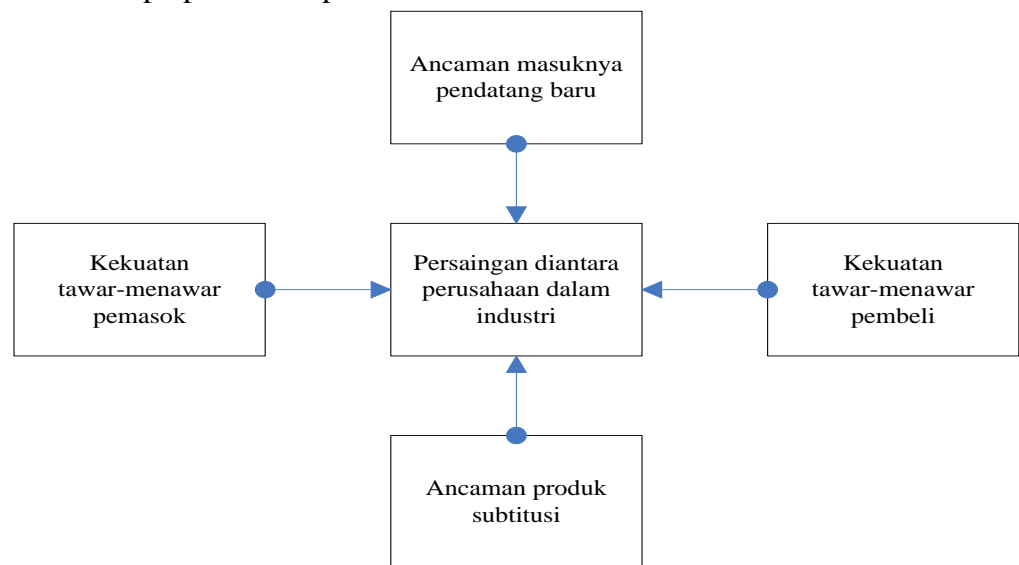 Ancaman masuknya
pendatang baru
Kekuatan
tawar-menawar
pemasok
Persaingan diantara
perusahaan dalam
industri
Kekuatan
tawar-menawar
pembeli
Ancaman produk
subtitusi